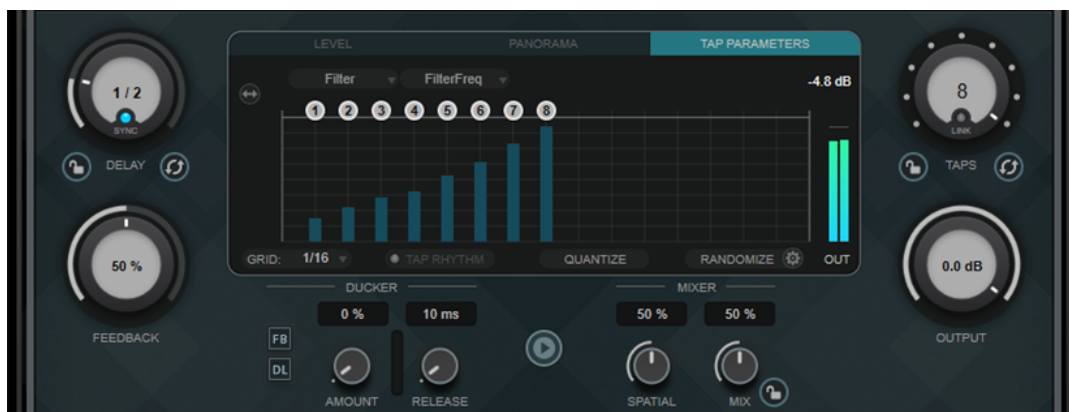 LEVEL PANORAMA TAP PARAMETERS
Filter FilterFreq -4.8 dB
1 / 2
SYNC
DELAY
1 2 3 4 5 6 7 8
8
LINK
TAPS
GRID: 1/16 TAP RHYTHM QUANTIZE RANDOMIZE OUT
50 %
FEEDBACK
DUCKER
0 % 10 ms
FB
DL
AMOUNT RELEASE
MIXER
50 % 50 %
SPATIAL MIX
0.0 dB
OUTPUT